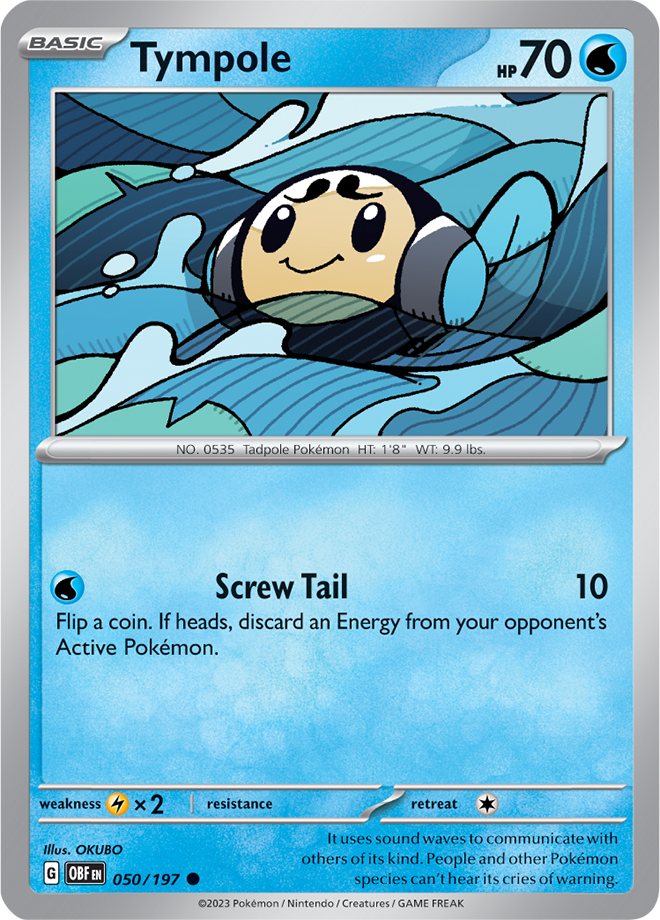 BASIC Tympole HP 70
NO. 0535 Tadpole Pokémon HT: 1'8" WT: 9.9 lbs.
Screw Tail 10
Flip a coin. If heads, discard an Energy from your opponent's
Active Pokémon.
weakness ×2 resistance retreat
Illus. OKUBO
G OBF EN 050/197
It uses sound waves to communicate with
others of its kind. People and other Pokémon
species can't hear its cries of warning.
©2023 Pokémon / Nintendo / Creatures / GAME FREAK